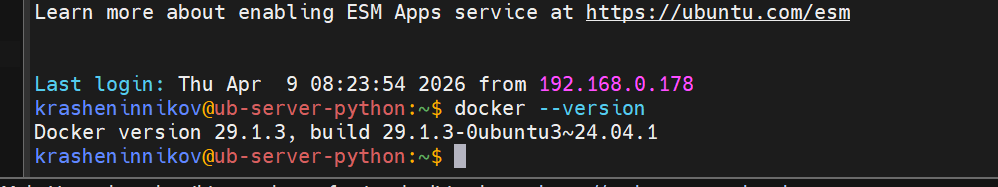 Learn more about enabling ESM Apps service at https://ubuntu.com/esm
Last login: Thu Apr  9 08:23:54 2026 from 192.168.0.178
krasheninnikov@ub-server-python:~$ docker --version
Docker version 29.1.3, build 29.1.3-0ubuntu3~24.04.1
krasheninnikov@ub-server-python:~$